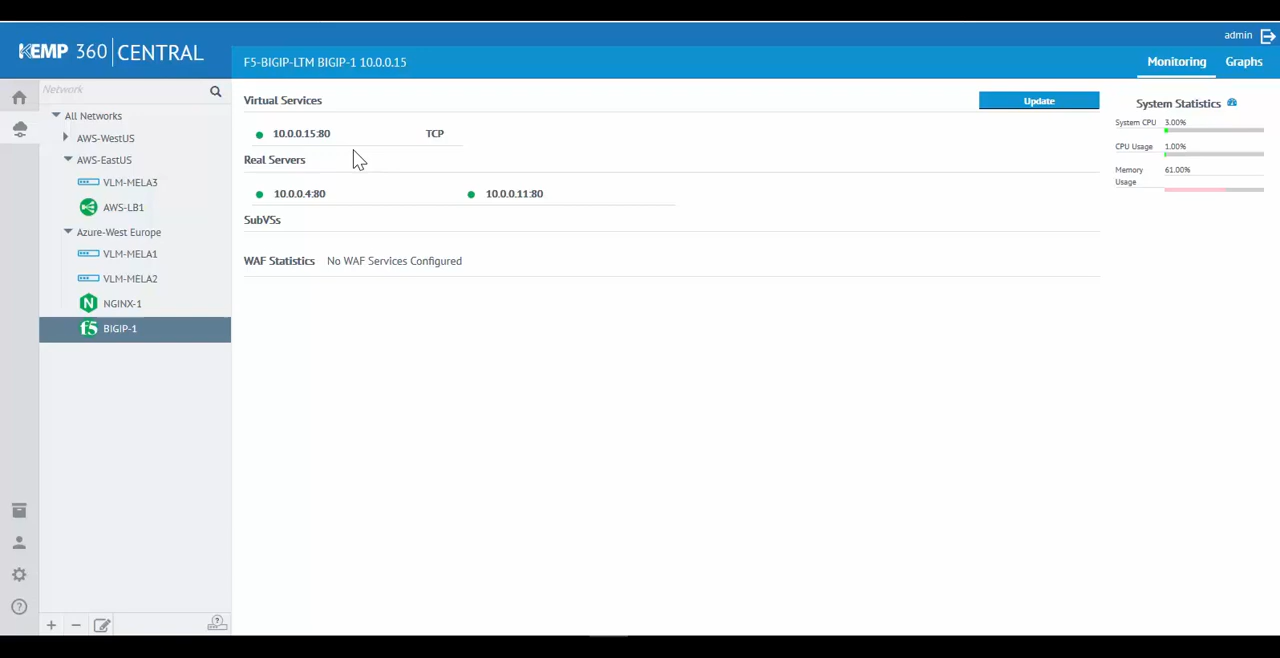 admin
KEMP 360 CENTRAL
F5-BIGIP-LTM BIGIP-1 10.0.0.15
Monitoring
Graphs
Network
All Networks
AWS-WestUS
AWS-EastUS
VLM-MELA3
AWS-LB1
Azure-West Europe
VLM-MELA1
VLM-MELA2
N NGINX-1
f5 BIGIP-1
Virtual Services
Update
10.0.0.15:80 TCP
Real Servers
10.0.0.4:80 10.0.0.11:80
SubVSs
WAF Statistics No WAF Services Configured
System Statistics
System CPU 3.00%
CPU Usage 1.00%
Memory Usage 61.00%